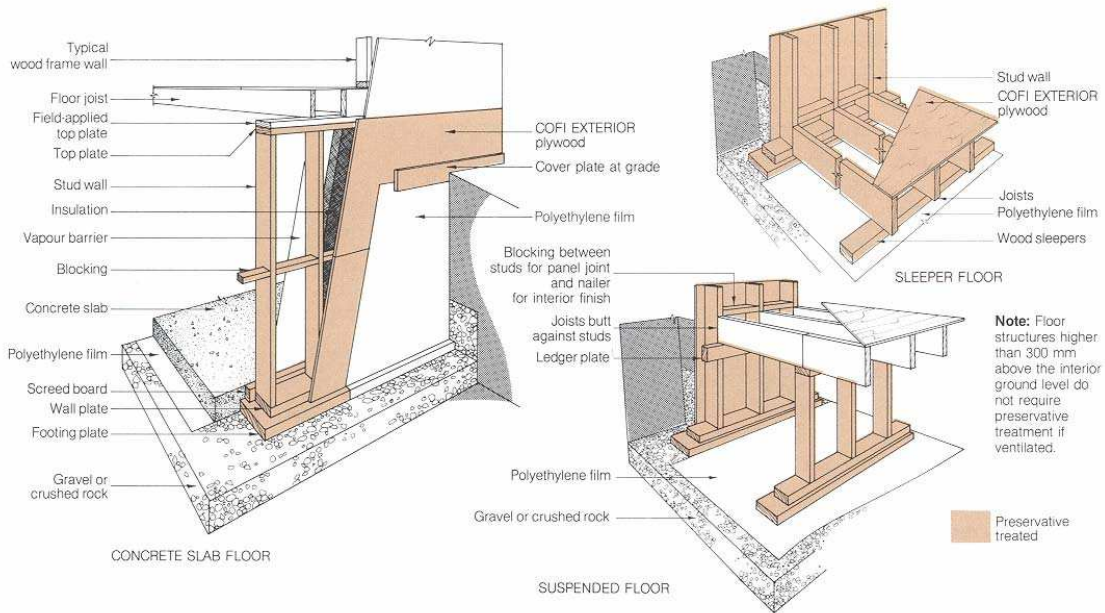 Typical
wood frame wall
Floor joist
Field-applied
top plate
Top plate
Stud wall
Insulation
Vapour barrier
Blocking
Concrete slab
Polyethylene film
Screed board
Wall plate
Footing plate
Gravel or
crushed rock
COFI EXTERIOR
plywood
Cover plate at grade
Polyethylene film
CONCRETE SLAB FLOOR
Stud wall
COFI EXTERIOR
plywood
Joists
Polyethylene film
Wood sleepers
SLEEPER FLOOR
Blocking between
studs for panel joint
and nailer
for interior finish
Joists butt
against studs
Ledger plate
Polyethylene film
Gravel or crushed rock
SUSPENDED FLOOR
Note: Floor
structures higher
than 300 mm
above the interior
ground level do
not require
preservative
treatment if
ventilated.
Preservative
treated